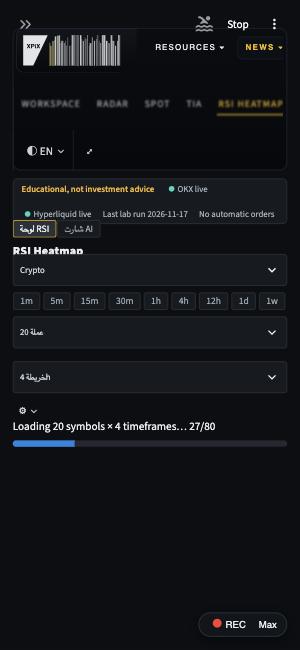 Stop
XPIX
RESOURCES
NEWS
WORKSPACE RADAR SPOT TIA RSI HEATMAP
EN
Educational, not investment advice OKX live
Hyperliquid live Last lab run 2026-11-17 No automatic orders
لوحة RSI شارت AI
RSI Heatmap
Crypto
1m 5m 15m 30m 1h 4h 12h 1d 1w
20 عملة
الخريطة 4
Loading 20 symbols × 4 timeframes… 27/80
REC Max